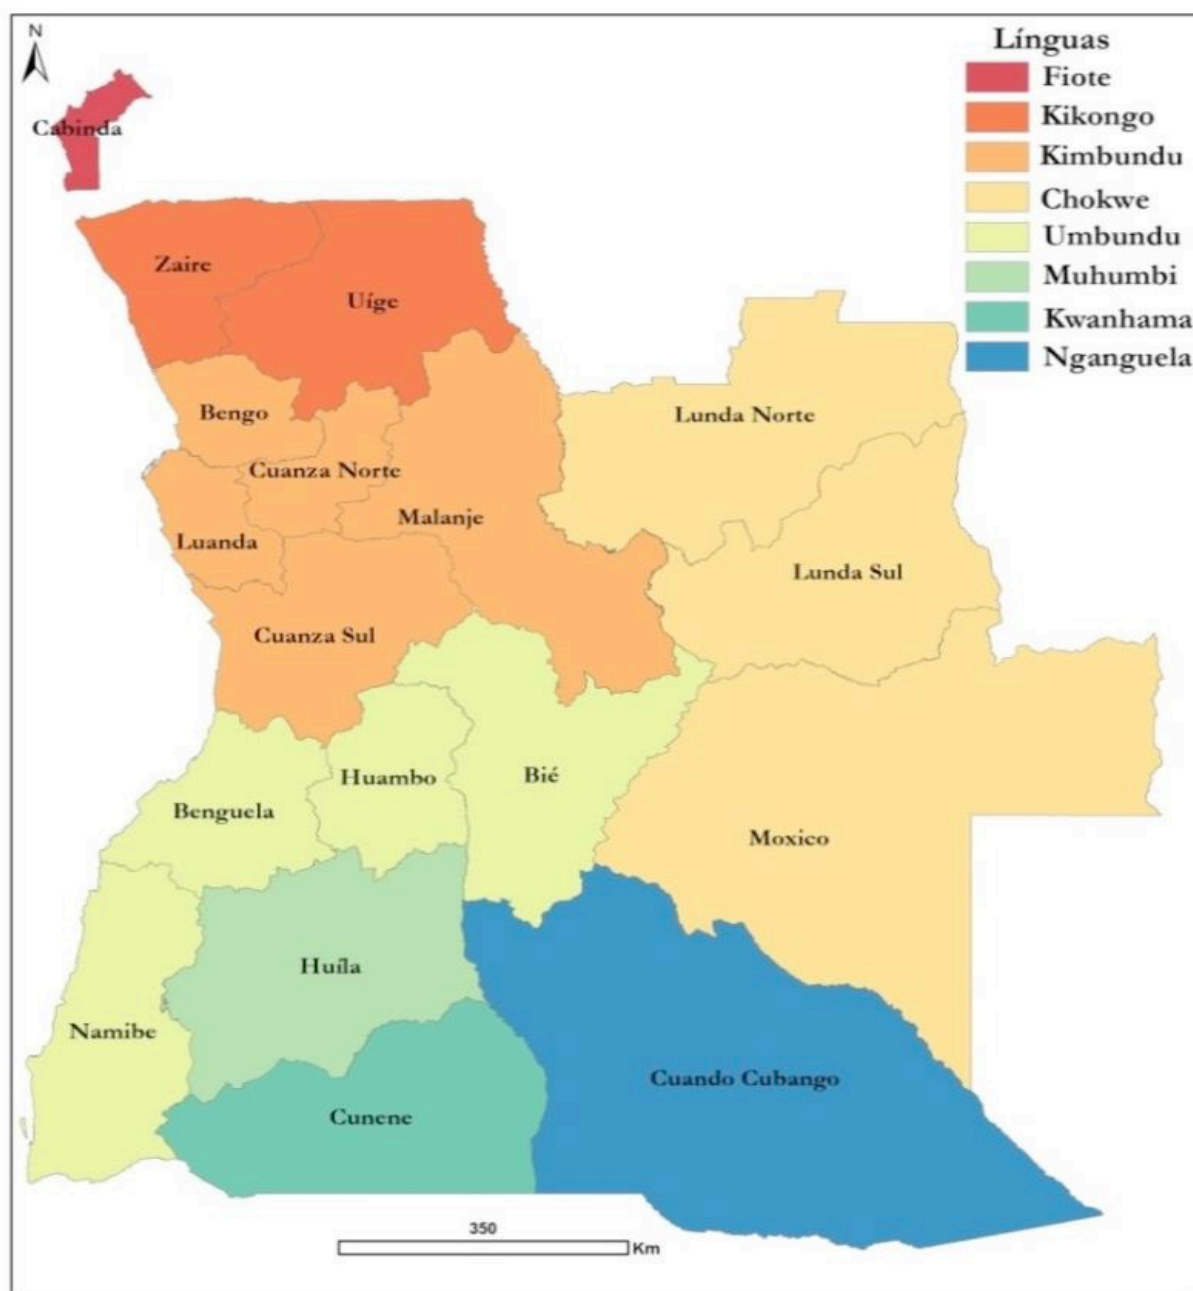 N
Línguas
Fiote
Kikongo
Kimbundu
Chokwe
Umbundu
Muhumbi
Kwanhama
Nganguela
Cabinda
Zaire
Uíge
Bengo
Lunda Norte
Cuanza Norte
Malanje
Luanda
Lunda Sul
Cuanza Sul
Huambo
Bié
Benguela
Moxico
Huíla
Namibe
Cuando Cubango
Cunene
350
Km